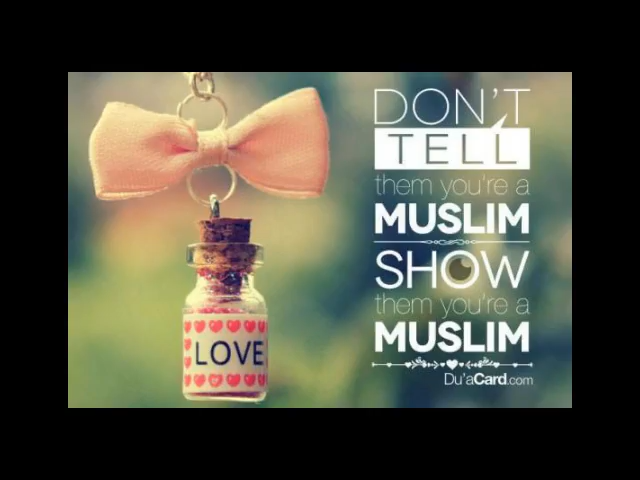 DON'T
TELL
them you're a
MUSLIM
SHOW
them you're a
MUSLIM
Du'aCard.com
LOVE